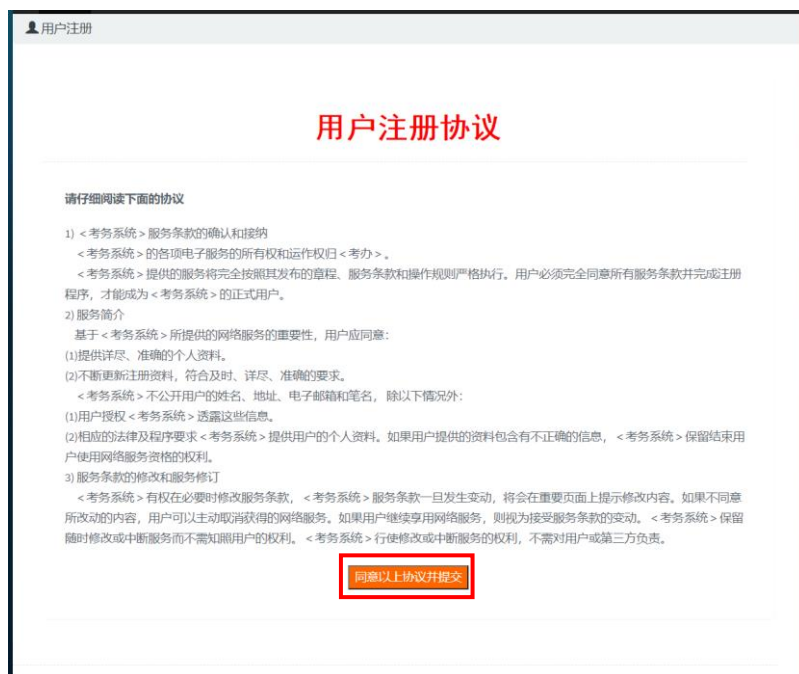 用户注册
用户注册协议
请仔细阅读下面的协议
1) <考务系统>服务条款的确认和接纳
<考务系统>的各项电子服务的所有权和运作权归<考办>。
<考务系统>提供的服务将完全按照其发布的章程、服务条款和操作规则严格执行。用户必须完全同意所有服务条款并完成注册
程序，才能成为<考务系统>的正式用户。
2) 服务简介
基于<考务系统>所提供的网络服务的重要性，用户应同意：
(1)提供详尽、准确的个人资料。
(2)不断更新注册资料，符合及时、详尽、准确的要求。
<考务系统>不公开用户的姓名、地址、电子邮箱和笔名， 除以下情况外：
(1)用户授权<考务系统>透露这些信息。
(2)相应的法律及程序要求<考务系统>提供用户的个人资料。如果用户提供的资料包含有不正确的信息， <考务系统>保留结束用
户使用网络服务资格的权利。
3) 服务条款的修改和服务修订
<考务系统>有权在必要时修改服务条款， <考务系统>服务条款一旦发生变动，将会在重要页面上提示修改内容。如果不同意
所改动的内容，用户可以主动取消获得的网络服务。如果用户继续享用网络服务，则视为接受服务条款的变动。 <考务系统>保留
随时修改或中断服务而不需知照用户的权利。 <考务系统>行使修改或中断服务的权利，不需对用户或第三方负责。
同意以上协议并提交